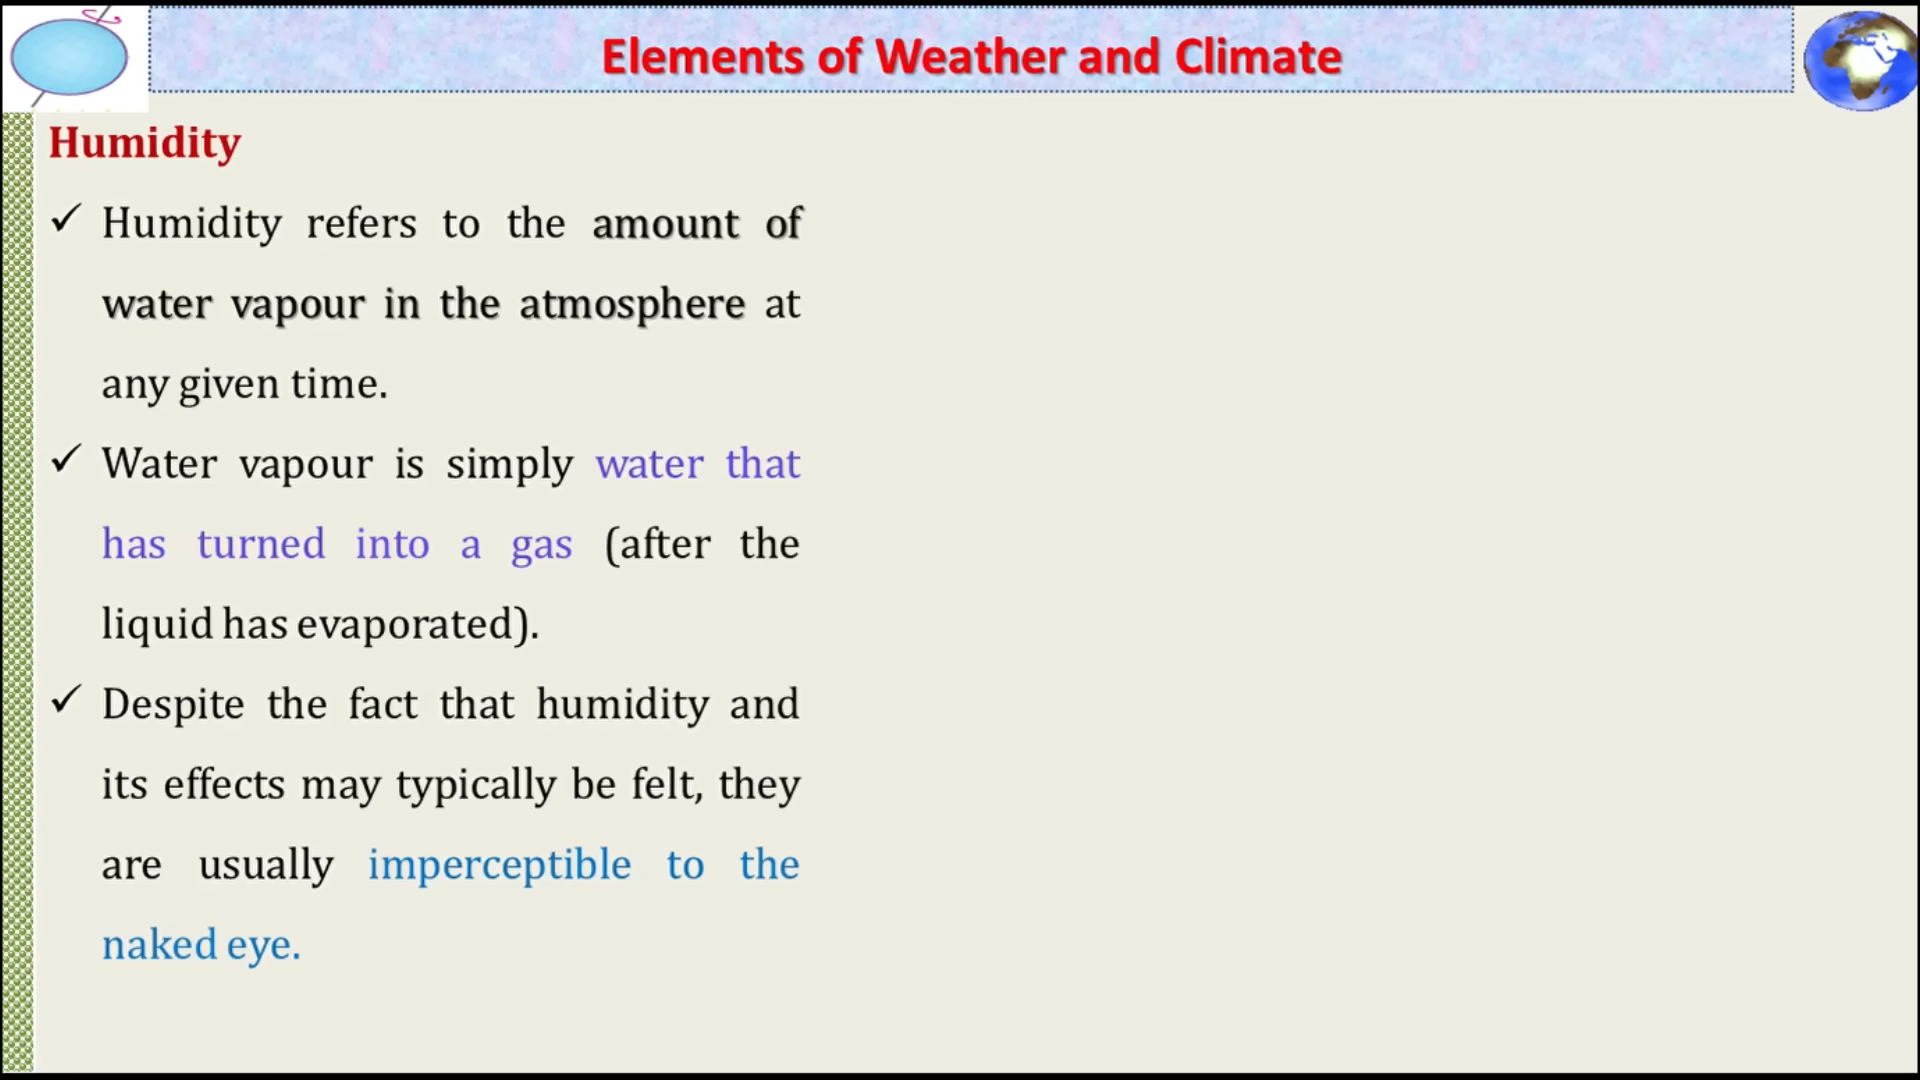 Elements of Weather and Climate
Humidity
✓ Humidity refers to the amount of
water vapour in the atmosphere at
any given time.
✓ Water vapour is simply water that
has turned into a gas (after the
liquid has evaporated).
✓ Despite the fact that humidity and
its effects may typically be felt, they
are usually imperceptible to the
naked eye.